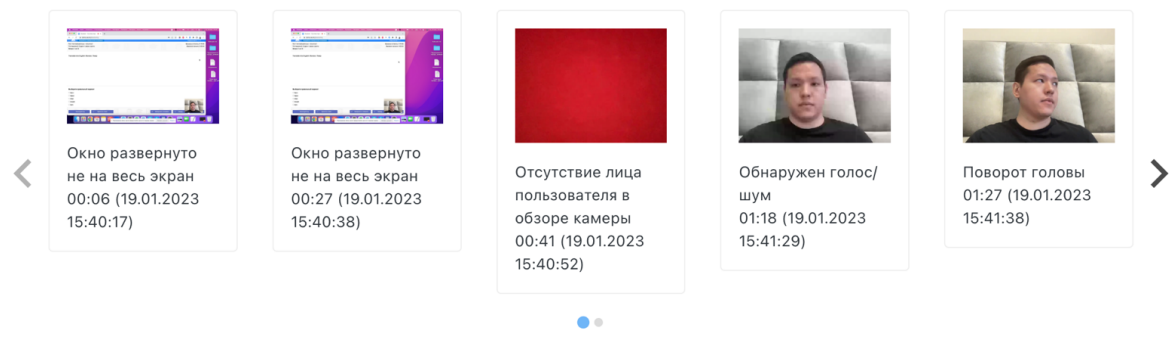 Окно развернуто
не на весь экран
00:06 (19.01.2023
15:40:17)
Окно развернуто
не на весь экран
00:27 (19.01.2023
15:40:38)
Отсутствие лица
пользователя в
обзоре камеры
00:41 (19.01.2023
15:40:52)
Обнаружен голос/
шум
01:18 (19.01.2023
15:41:29)
Поворот головы
01:27 (19.01.2023
15:41:38)